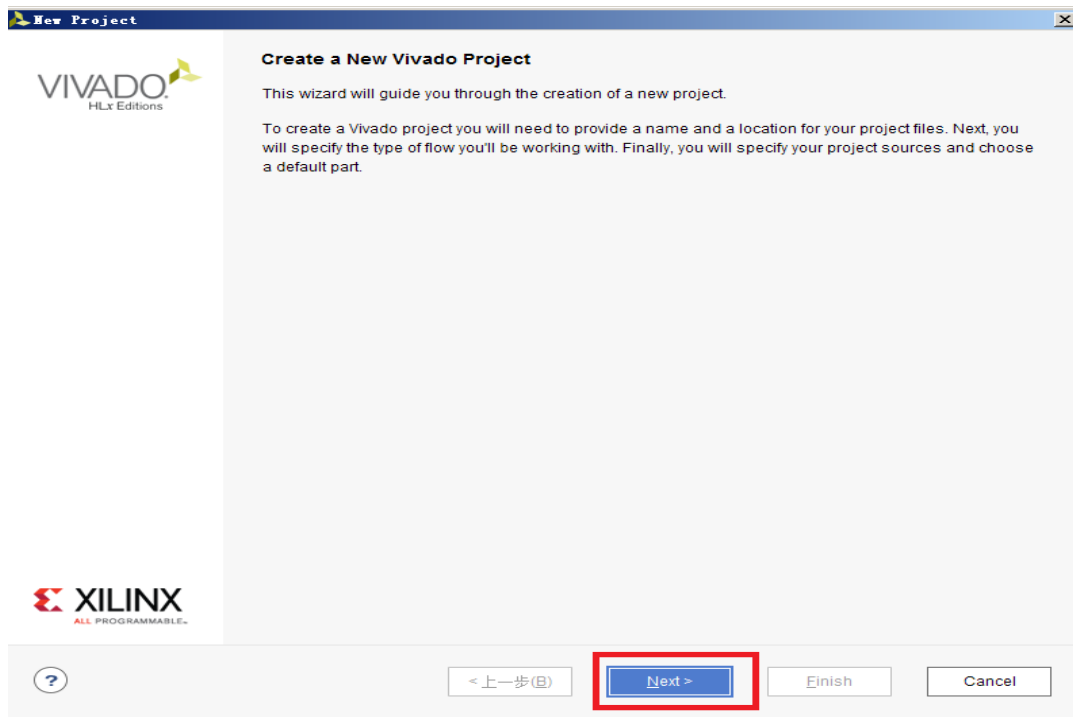 New Project
VIVADO.
HLx Editions
Create a New Vivado Project
This wizard will guide you through the creation of a new project.
To create a Vivado project you will need to provide a name and a location for your project files. Next, you
will specify the type of flow you'll be working with. Finally, you will specify your project sources and choose
a default part.
XILINX
ALL PROGRAMMABLE™
?
<上一步(B)
Next >
Finish
Cancel